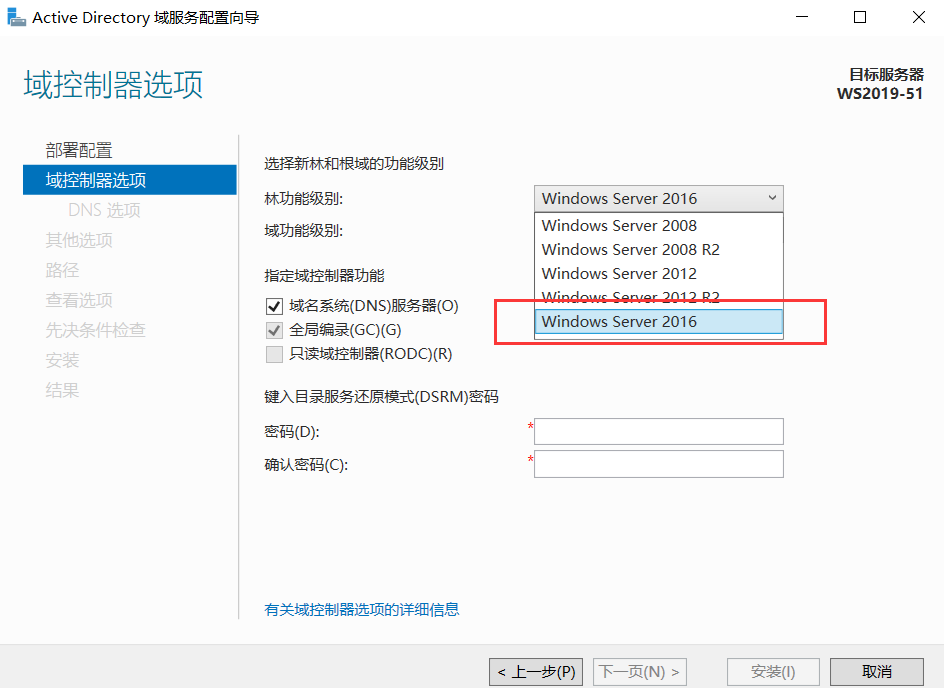 Active Directory 域服务配置向导
域控制器选项
目标服务器
WS2019-51
部署配置
域控制器选项
DNS 选项
其他选项
路径
查看选项
先决条件检查
安装
结果
选择新林和根域的功能级别
林功能级别:
Windows Server 2016
域功能级别:
Windows Server 2008
Windows Server 2008 R2
Windows Server 2012
Windows Server 2012 R2
Windows Server 2016
指定域控制器功能
域名系统(DNS)服务器(O)
全局编录(GC)(G)
只读域控制器(RODC)(R)
键入目录服务还原模式(DSRM)密码
密码(D):
*
确认密码(C):
*
有关域控制器选项的详细信息
< 上一步(P)
下一页(N) >
安装(I)
取消